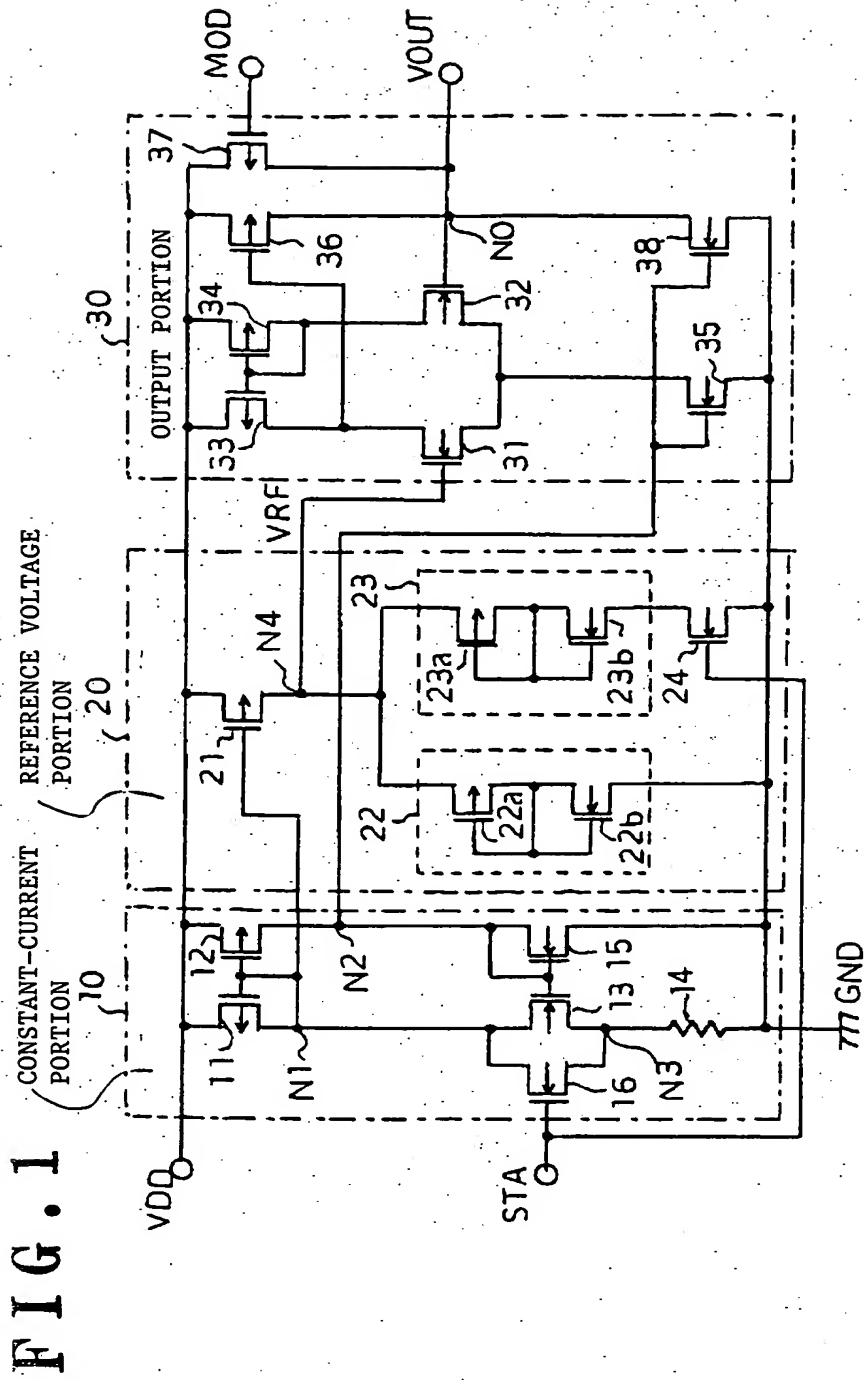 FIG.1
CONSTANT-CURRENT
PORTION
REFERENCE VOLTAGE
PORTION
10
20
30
OUTPUT PORTION
VDD
11
12
21
33
34
36
37
MOD
N1
N2
N4
VRF
VOUT
N0
31
32
22
22a
22b
23
23a
23b
STA
16
13
15
24
35
38
N3
14
GND